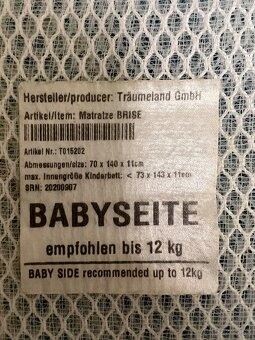 Hersteller/producer: Träumeland GmbH
Artikel/Item: Matratze BRISE
Artikel Nr.: T015202
Abmessungen/size: 70 x 140 x 11cm
max. Innengröße Kinderbett: < 73 x 143 x 11cm
SRN: 20200907
BABYSEITE
empfohlen bis 12 kg
BABY SIDE recommended up to 12kg